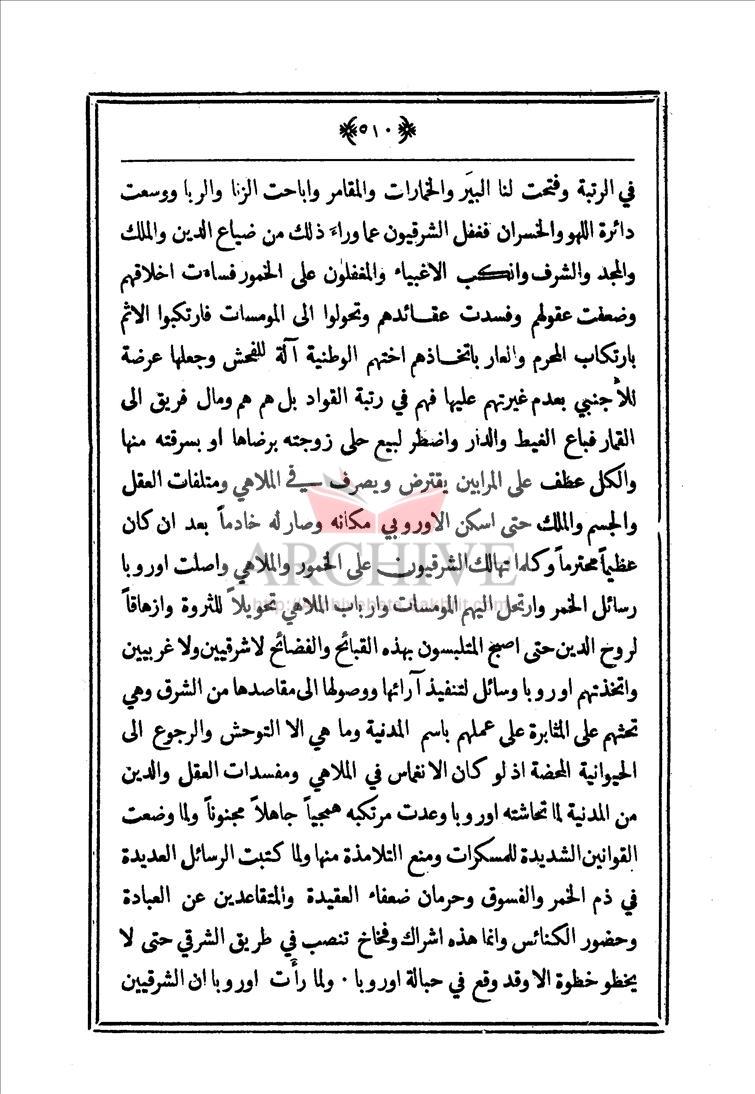 ﴿٥١٠﴾
في الرتبة وفتحت لنا البيَر والخمارات والمقامر واباحت الزنا والربا ووسعت
دائرة اللهو والخسران فغفل الشرقيون عما وراءَ ذلك من ضياع الدين والملك
والمجد والشرف وانكب الاغبياء والمغفلون على الخمور فساءت اخلاقهم
وضعفت عقولهم وفسدت عقائدهم وتحولوا الى المومسات فارتكبوا الاثم
بارتكاب المحرم والعار باتخاذهم اختهم الوطنية آلة للفحش وجعلها عرضة
للأجنبي بعدم غيرتهم عليها فهم في رتبة القواد بل هم هم ومال فريق الى
القمار فباع الغيط والدار واضطر لبيع حلي زوجته برضاها او بسرقته منها
والكل عطف على المرابين يقترض ويصرف في الملاهي ومتلفات العقل
والجسم والملك حتى اسكن الاوروبي مكانه وصار له خادماً بعد ان كان
عظيماً محترماً وكلما تهالك الشرقيون على الخمور والملاهي واصلت اوروبا
رسائل الخمر وارتحل اليهم المومسات وارباب الملاهي تحويلاً للثروة وازهاقاً
لروح الدين حتى اصبح المتلبسون بهذه القبائح والفضائح لا شرقيين ولا غربيين
واتخذتهم اوروبا وسائل لتنفيذ آرائها ووصولها الى مقاصدها من الشرق وهي
تحثهم على المثابرة على عملهم باسم المدنية وما هي الا التوحش والرجوع الى
الحيوانية المحضة اذ لو كان الانغماس في الملاهي ومفسدات العقل والدين
من المدنية لما تحاشته اوروبا وعدت مرتكبه همجياً جاهلاً مجنوناً ولما وضعت
القوانين الشديدة للمسكرات ومنع التلامذة منها ولما كتبت الرسائل العديدة
في ذم الخمر والفسوق وحرمان ضعفاء العقيدة والمتقاعدين عن العبادة
وحضور الكنائس وانما هذه اشراك وفخاخ تنصب في طريق الشرقي حتى لا
يخطو خطوة الا وقد وقع في حبالة اوروبا . ولما رأت اوروبا ان الشرقيين
ARCHIVE